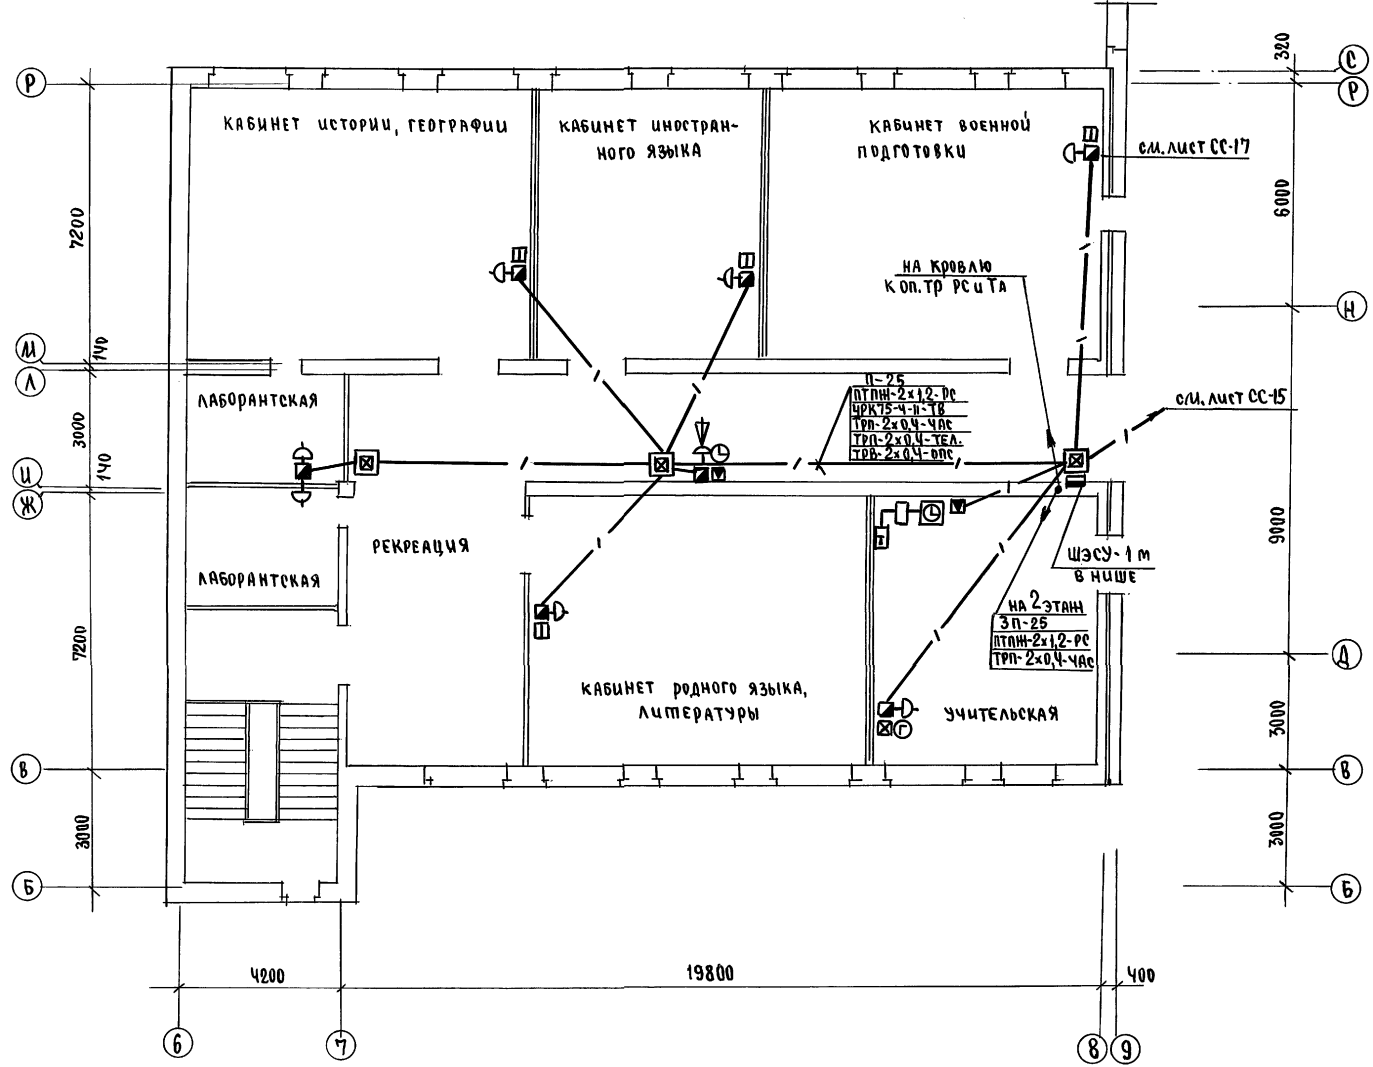 320
С
Р
Р
КАБИНЕТ ИСТОРИИ, ГЕОГРАФИИ
КАБИНЕТ ИНОСТРАН-
НОГО ЯЗЫКА
КАБИНЕТ ВОЕННОЙ
ПОДГОТОВКИ
СМ. ЛИСТ СС-17
7200
6000
НА КРОВЛЮ
К ОП. ТР РС и ТА
Н
М
140
Л
ЛАБОРАНТСКАЯ
П-25
ПТПЖ-2х1,2-РС
УРК75-4-11-ТВ
ТРП-2х0,4-ЧАС
ТРП-2х0,4-ТЕЛ.
ТРВ-2х0,4-ОПС
СМ. ЛИСТ СС-15
3000
140
И
Ж
РЕКРЕАЦИЯ
ЛАБОРАНТСКАЯ
ШЭСУ-1М
В НИШЕ
9000
НА 2 ЭТАЖ
3П-25
ПТПЖ-2х1,2-РС
ТРП-2х0,4-ЧАС
7200
Д
КАБИНЕТ РОДНОГО ЯЗЫКА,
ЛИТЕРАТУРЫ
Г
УЧИТЕЛЬСКАЯ
3000
В
В
3000
3000
Б
Б
4200
19800
400
6
7
8
9